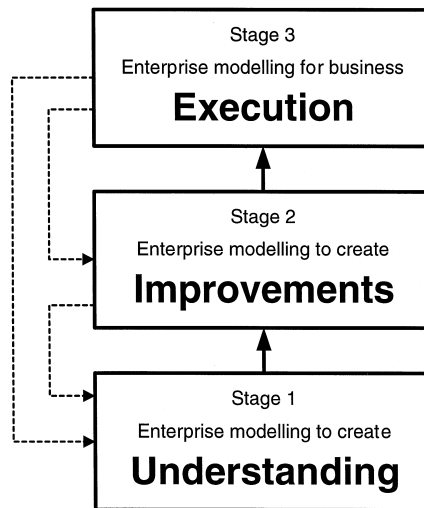 Stage 3
Enterprise modelling for business
Execution
Stage 2
Enterprise modelling to create
Improvements
Stage 1
Enterprise modelling to create
Understanding